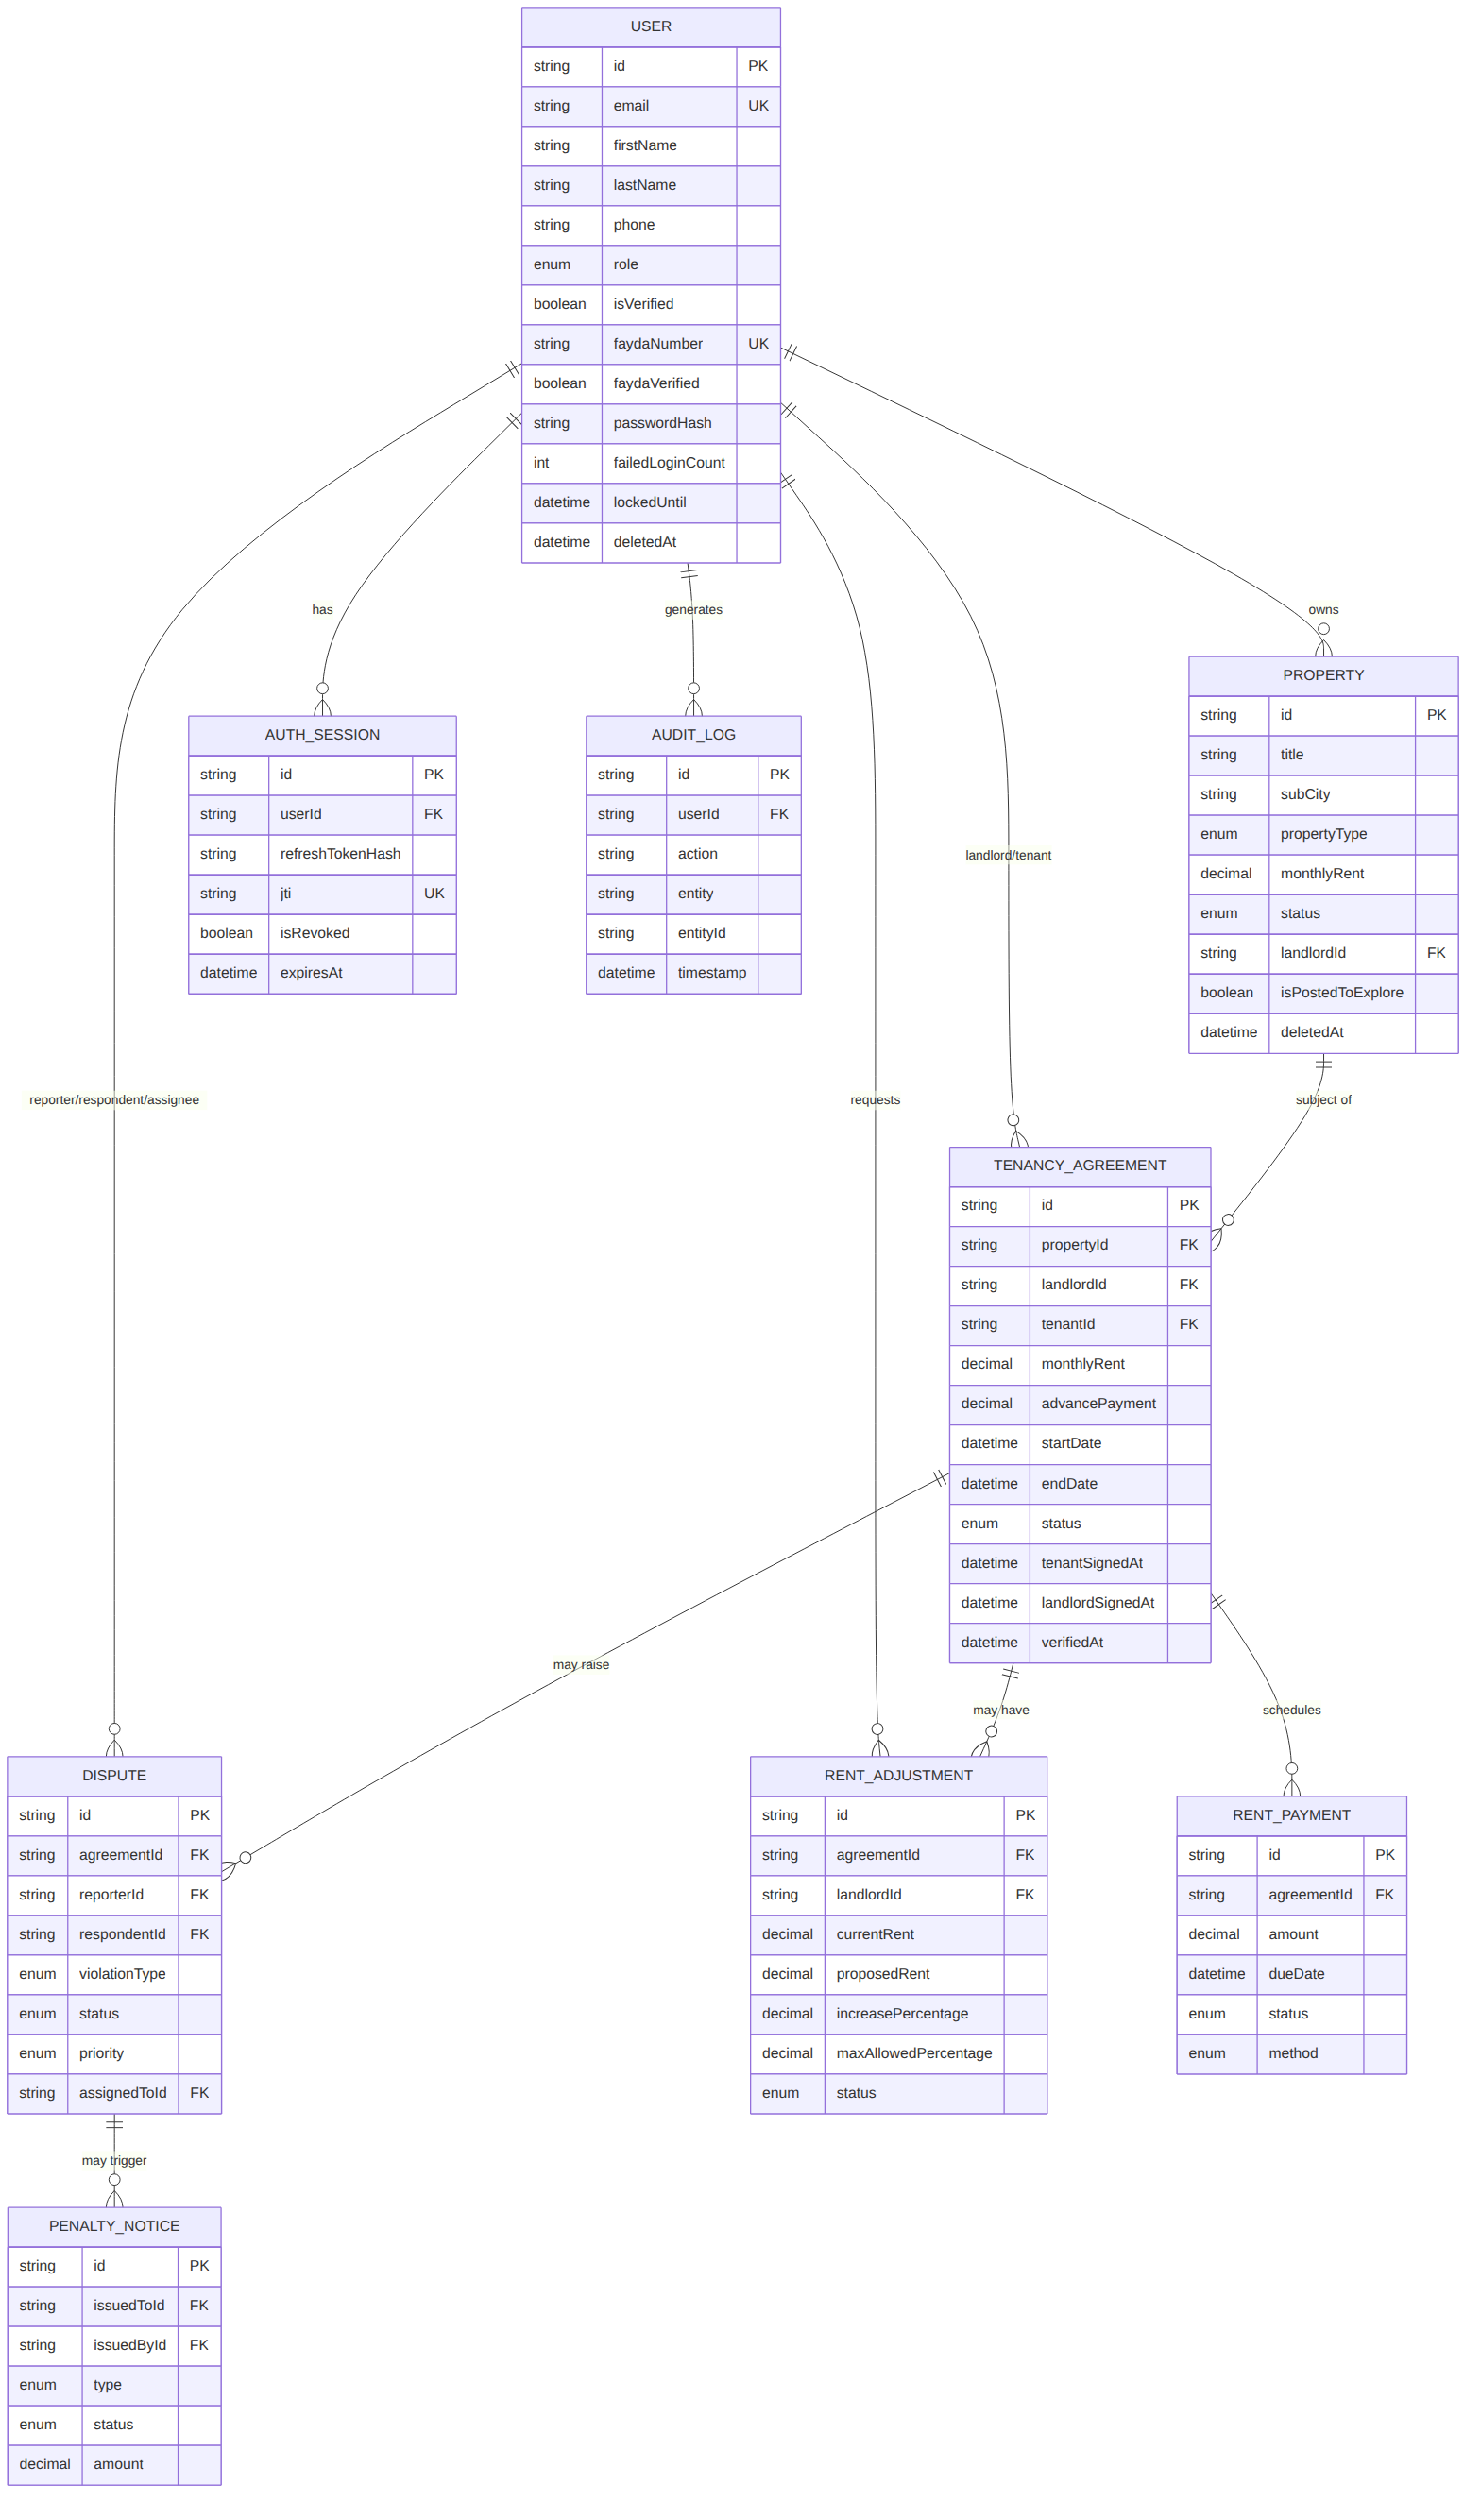 USER
string id PK
string email UK
string firstName
string lastName
string phone
enum role
boolean isVerified
string faydaNumber UK
boolean faydaVerified
string passwordHash
int failedLoginCount
datetime lockedUntil
datetime deletedAt
has
generates
owns
PROPERTY
string id PK
string title
string subCity
enum propertyType
decimal monthlyRent
enum status
string landlordId FK
boolean isPostedToExplore
datetime deletedAt
AUTH_SESSION
string id PK
string userId FK
string refreshTokenHash
string jti UK
boolean isRevoked
datetime expiresAt
AUDIT_LOG
string id PK
string userId FK
string action
string entity
string entityId
datetime timestamp
landlord/tenant
reporter/respondent/assignee
requests
subject of
TENANCY_AGREEMENT
string id PK
string propertyId FK
string landlordId FK
string tenantId FK
decimal monthlyRent
decimal advancePayment
datetime startDate
datetime endDate
enum status
datetime tenantSignedAt
datetime landlordSignedAt
datetime verifiedAt
may raise
may have
schedules
DISPUTE
string id PK
string agreementId FK
string reporterId FK
string respondentId FK
enum violationType
enum status
enum priority
string assignedToId FK
RENT_ADJUSTMENT
string id PK
string agreementId FK
string landlordId FK
decimal currentRent
decimal proposedRent
decimal increasePercentage
decimal maxAllowedPercentage
enum status
RENT_PAYMENT
string id PK
string agreementId FK
decimal amount
datetime dueDate
enum status
enum method
may trigger
PENALTY_NOTICE
string id PK
string issuedToId FK
string issuedById FK
enum type
enum status
decimal amount